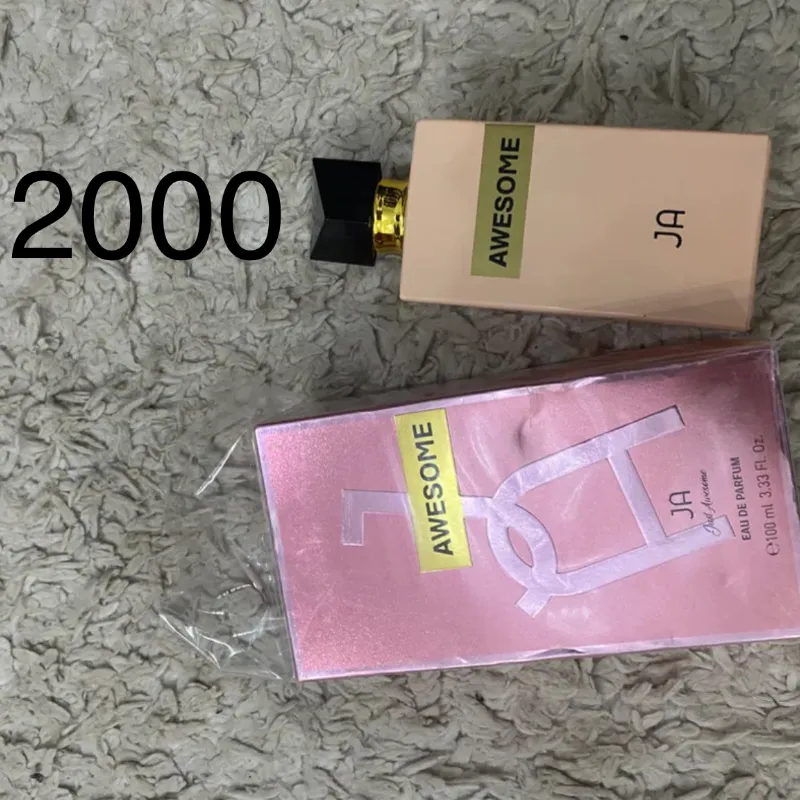 2000
AWESOME
JA
AWESOME
JA
Just Awesome
EAU DE PARFUM
℮100 ml 3.33 FL. Oz.